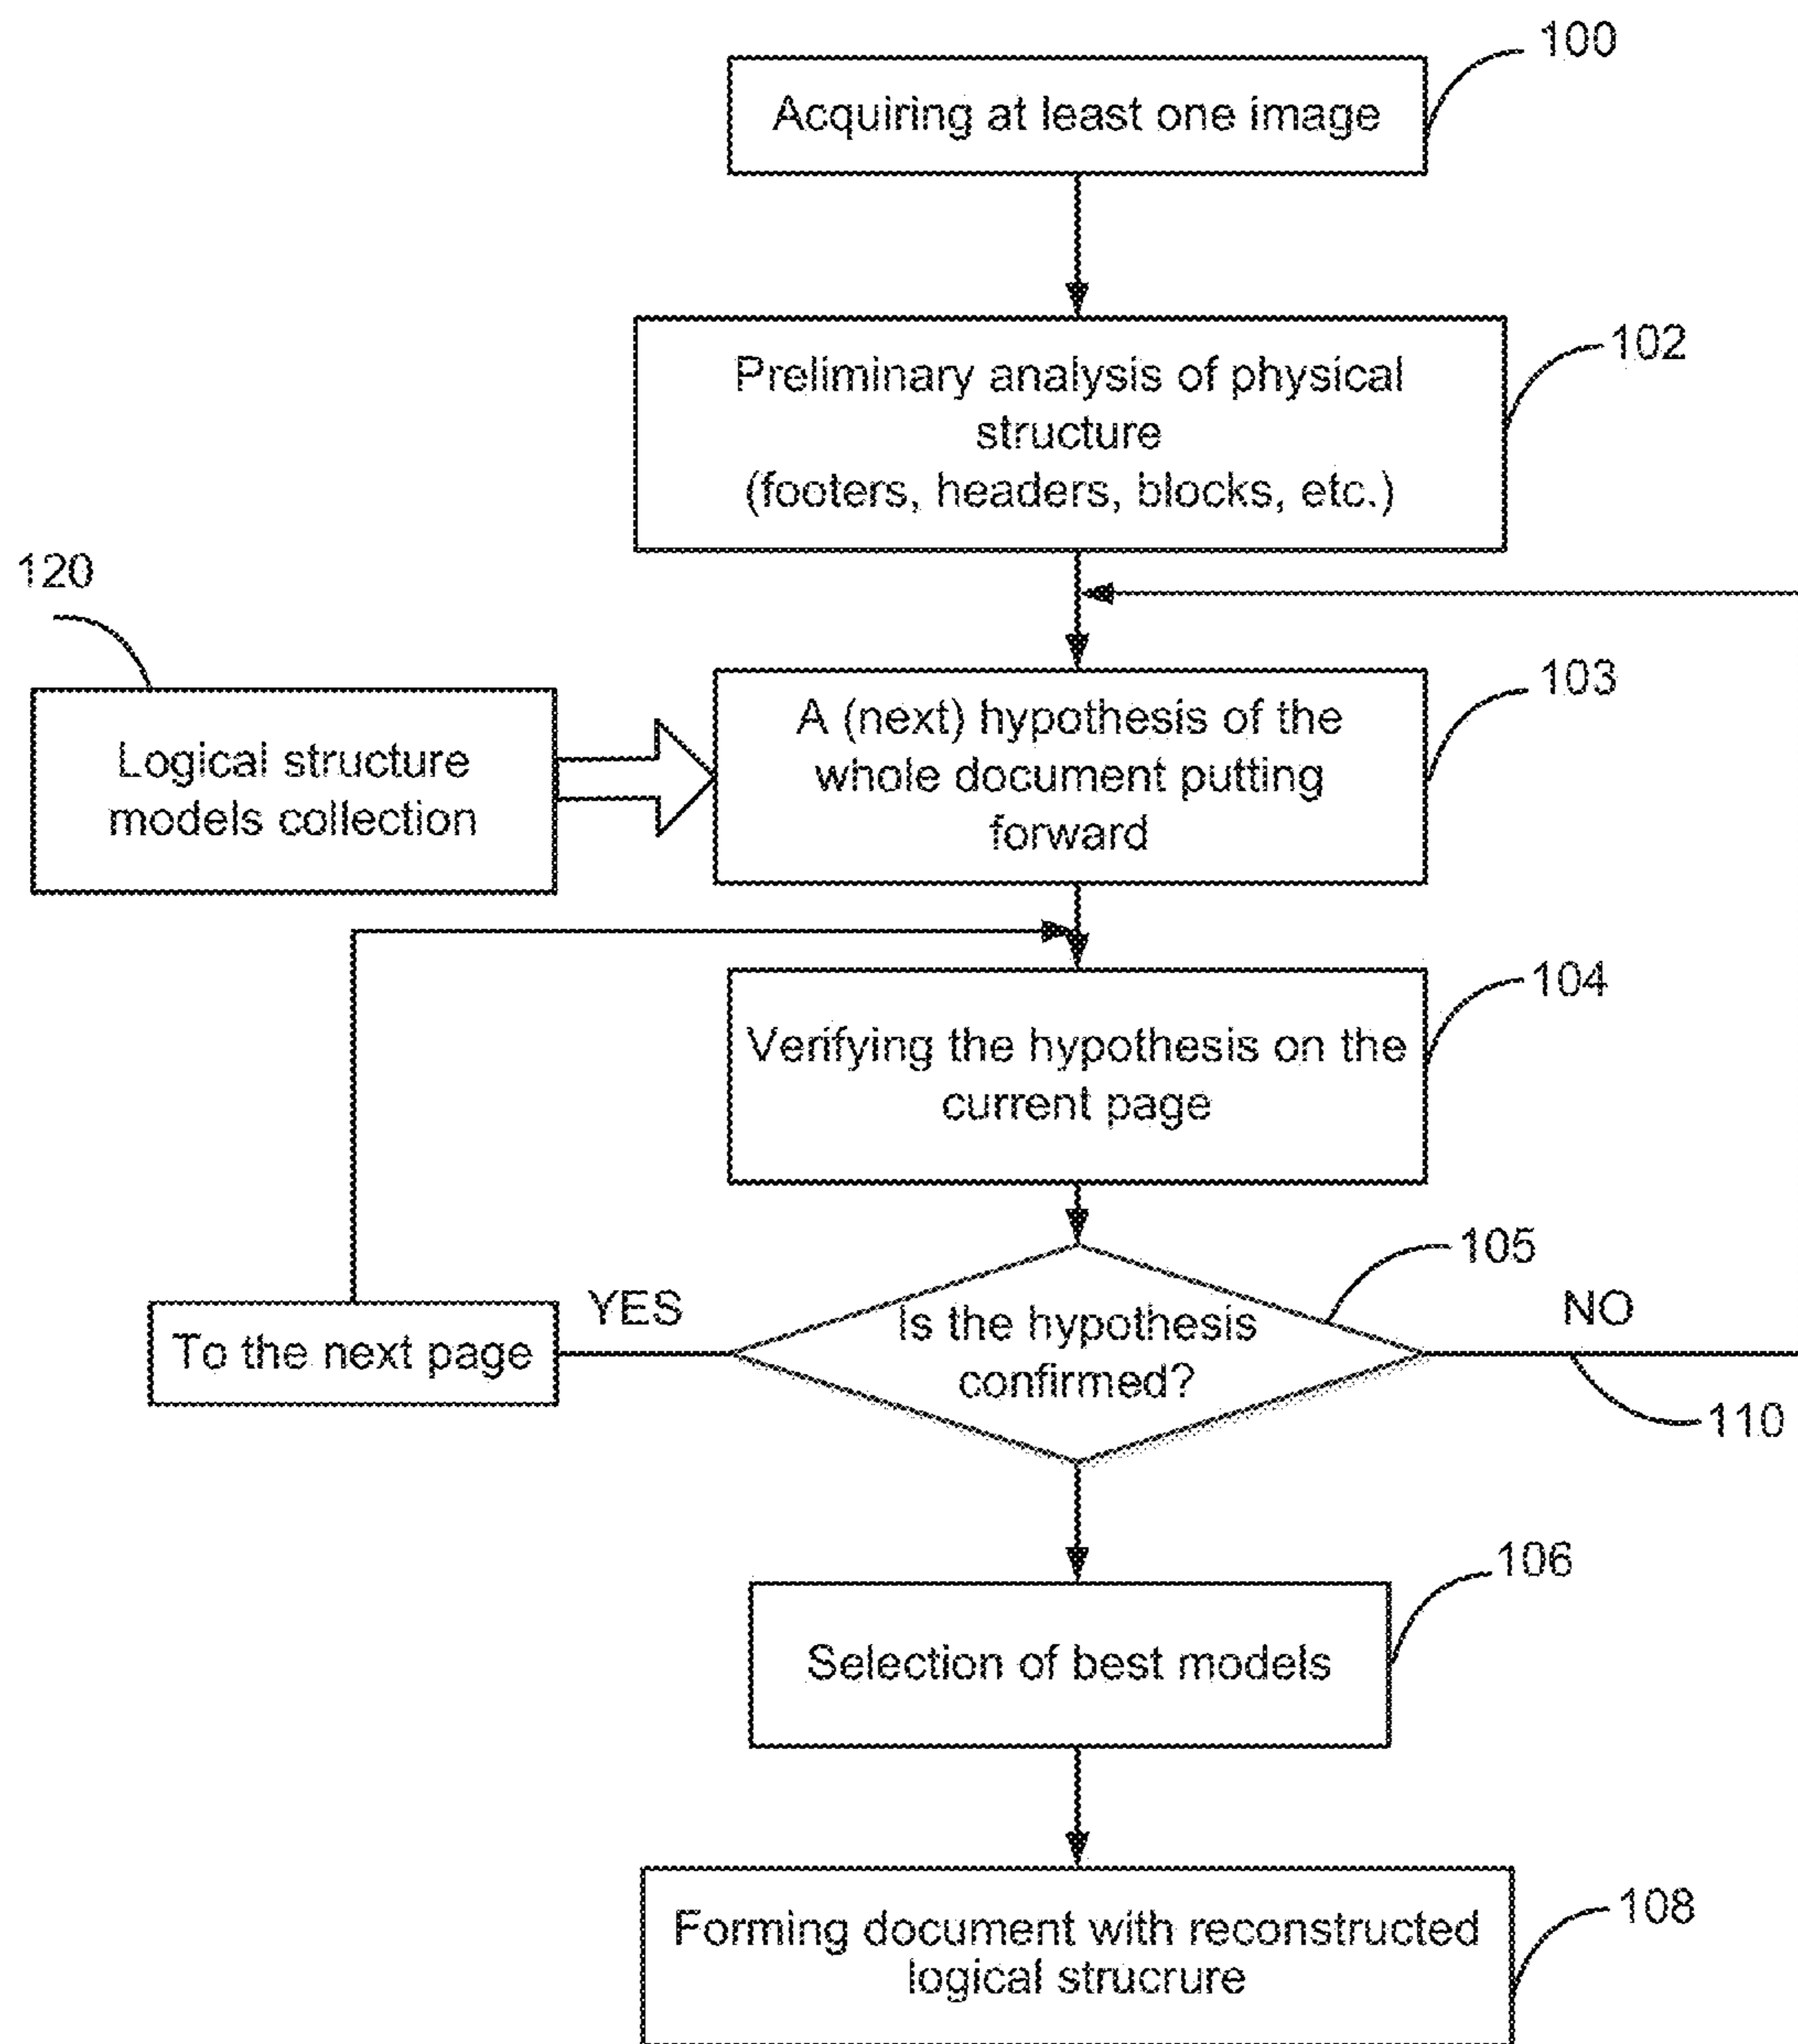 100
Acquiring at least one image
102
Preliminary analysis of physical
structure
(footers, headers, blocks, etc.)
120
103
Logical structure
models collection
A (next) hypothesis of the
whole document putting
forward
104
Verifying the hypothesis on the
current page
105
To the next page
YES
Is the hypothesis
confirmed?
NO
110
106
Selection of best models
108
Forming document with reconstructed
logical strucrure